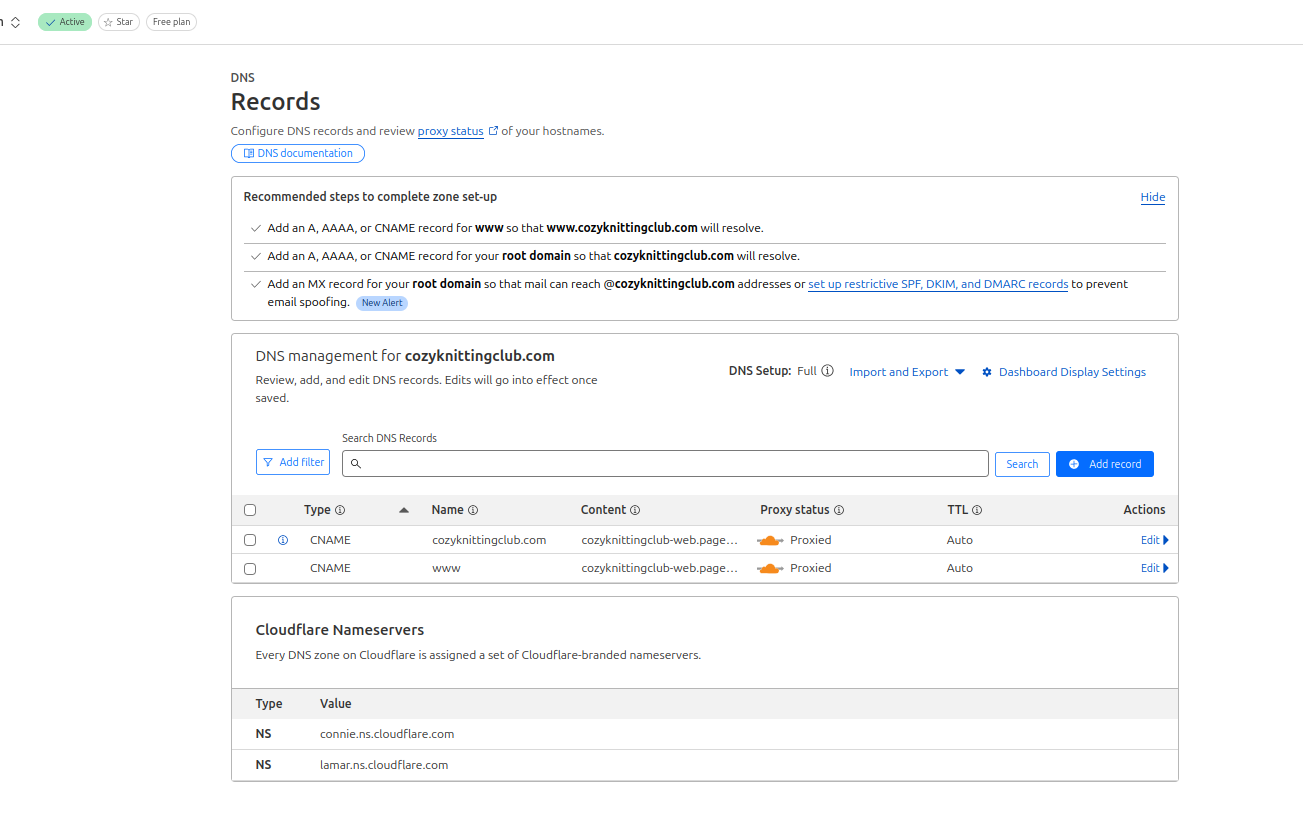 Active Star Free plan
DNS
Records
Configure DNS records and review proxy status of your hostnames.
DNS documentation
Recommended steps to complete zone set-up Hide
Add an A, AAAA, or CNAME record for www so that www.cozyknittingclub.com will resolve.
Add an A, AAAA, or CNAME record for your root domain so that cozyknittingclub.com will resolve.
Add an MX record for your root domain so that mail can reach @cozyknittingclub.com addresses or set up restrictive SPF, DKIM, and DMARC records to prevent
email spoofing. New Alert
DNS management for cozyknittingclub.com
Review, add, and edit DNS records. Edits will go into effect once
saved.
DNS Setup: Full Import and Export Dashboard Display Settings
Search DNS Records
Add filter Search Add record
Type Name Content Proxy status TTL Actions
CNAME cozyknittingclub.com cozyknittingclub-web.page... Proxied Auto Edit
CNAME www cozyknittingclub-web.page... Proxied Auto Edit
Cloudflare Nameservers
Every DNS zone on Cloudflare is assigned a set of Cloudflare-branded nameservers.
Type Value
NS connie.ns.cloudflare.com
NS lamar.ns.cloudflare.com